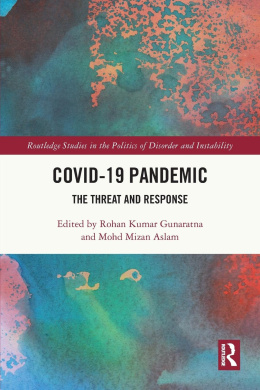 Routledge Studies in the Politics of Disorder and Instability
COVID-19 PANDEMIC
THE THREAT AND RESPONSE
Edited by Rohan Kumar Gunaratna
and Mohd Mizan Aslam
R
ROUTLEDGE